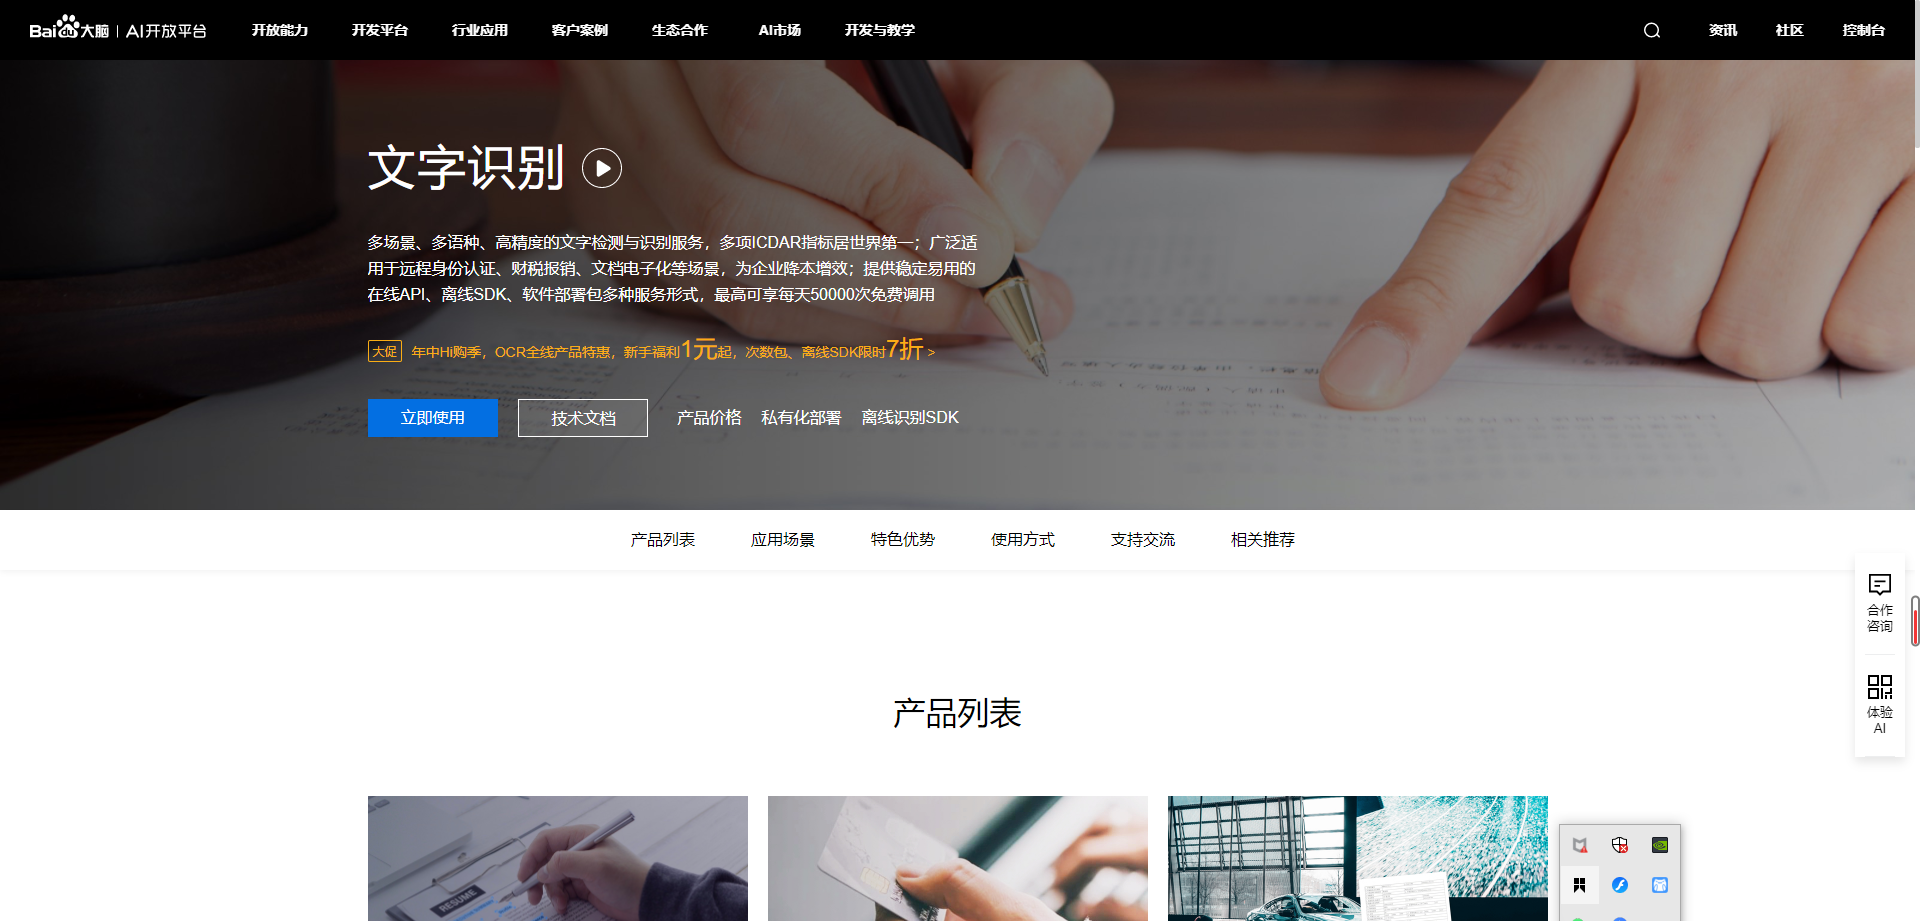 Bai du 大脑 | AI开放平台 开放能力 开发平台 行业应用 客户案例 生态合作 AI市场 开发与教学 资讯 社区 控制台
文字识别
多场景、多语种、高精度的文字检测与识别服务，多项ICDAR指标居世界第一；广泛适
用于远程身份认证、财税报销、文档电子化等场景，为企业降本增效；提供稳定易用的
在线API、离线SDK、软件部署包多种服务形式，最高可享每天50000次免费调用
大促 年中Hi购季，OCR全线产品特惠，新手福利1元起，次数包、离线SDK限时7折 >
立即使用 技术文档 产品价格 私有化部署 离线识别SDK
产品列表 应用场景 特色优势 使用方式 支持交流 相关推荐
合作
咨询
体验
AI
产品列表
RESUME